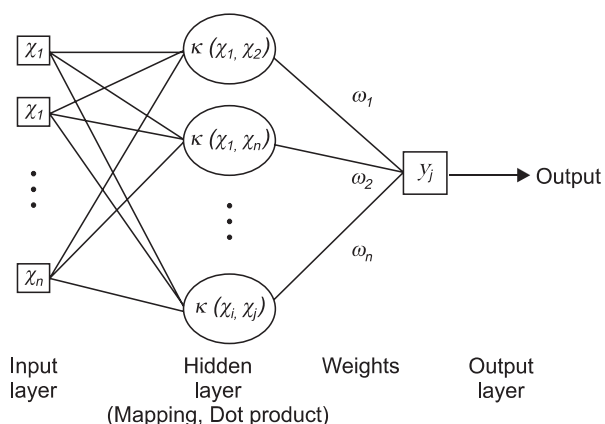 χ1
χ1
χn
κ (χ1, χ2)
κ (χ1, χn)
κ (χi, χj)
ω1
ω2
ωn
yj
Output
Input
layer
Hidden
layer
(Mapping, Dot product)
Weights
Output
layer